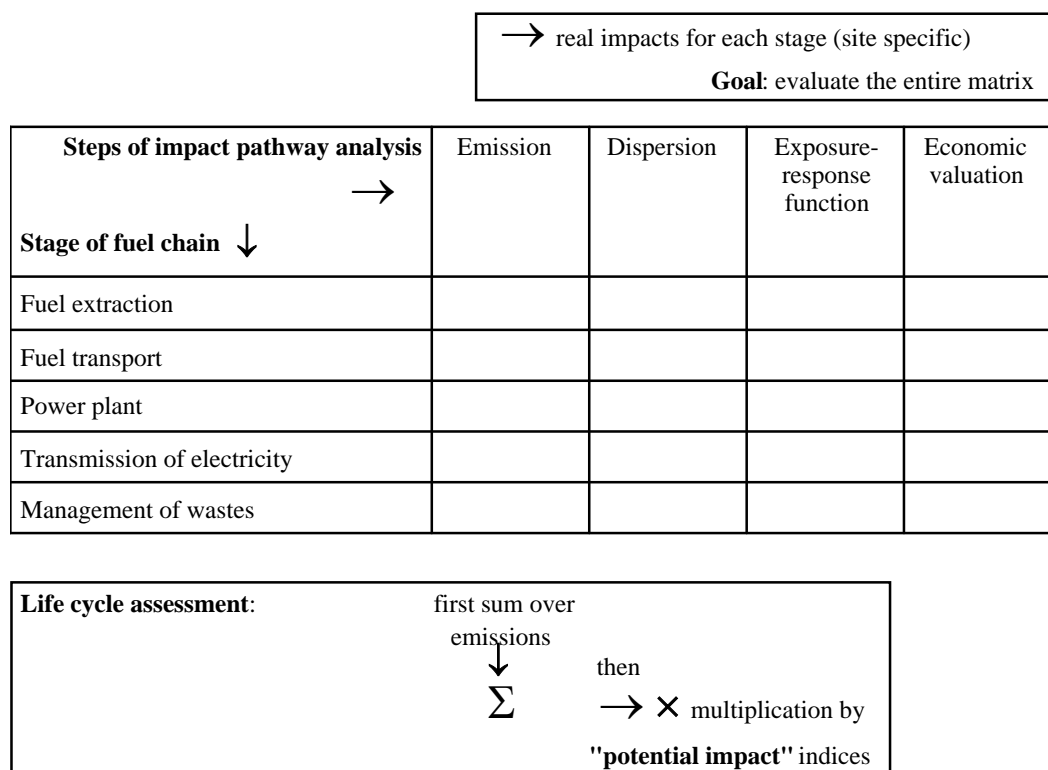 → real impacts for each stage (site specific)
Goal: evaluate the entire matrix
Steps of impact pathway analysis
→
Stage of fuel chain ↓
Emission
Dispersion
Exposure-
response
function
Economic
valuation
Fuel extraction
Fuel transport
Power plant
Transmission of electricity
Management of wastes
Life cycle assessment:
first sum over
emissions
↓
Σ
then
→ × multiplication by
"potential impact" indices